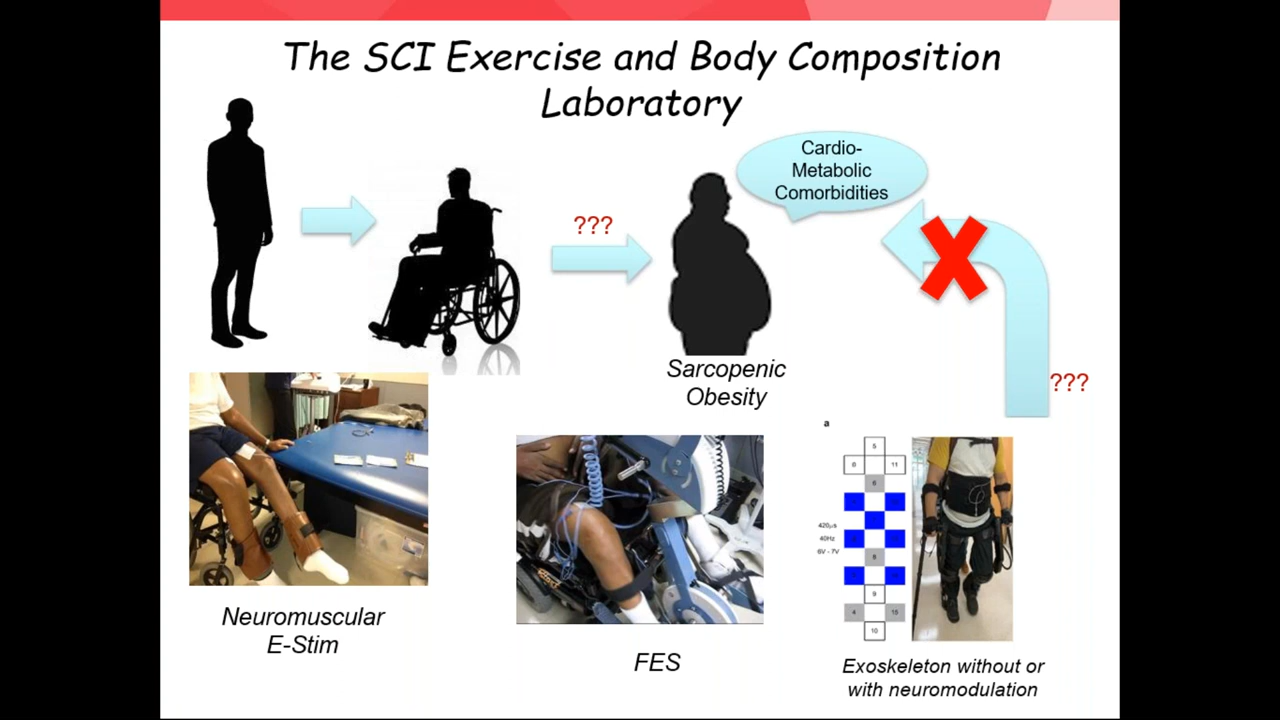 The SCI Exercise and Body Composition
Laboratory
Cardio-
Metabolic
Comorbidities
???
Sarcopenic
Obesity
???
a
5
0 11
6
420µs
40Hz
6V - 7V
8
9
4 15
10
Neuromuscular
E-Stim
FES
Exoskeleton without or
with neuromodulation